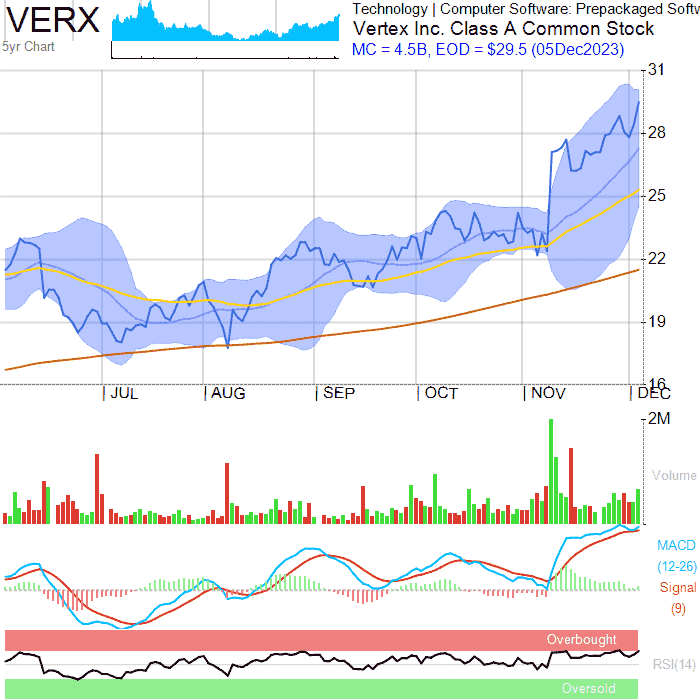 VERX
5yr Chart
Technology | Computer Software: Prepackaged Softw
Vertex Inc. Class A Common Stock
MC = 4.5B, EOD = $29.5 (05Dec2023)
31
28
25
22
19
16
JUL
AUG
SEP
OCT
NOV
DEC
2M
Volume
MACD
(12-26)
Signal
(9)
Overbought
RSI(14)
Oversold